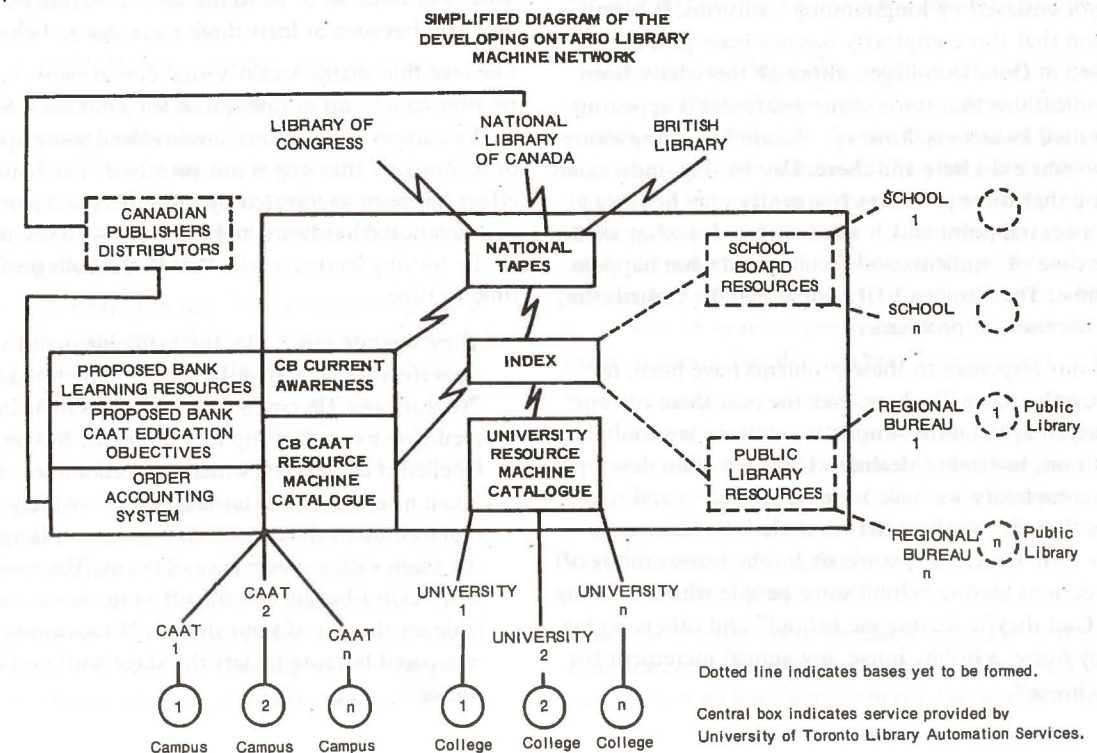 SIMPLIFIED DIAGRAM OF THE
DEVELOPING ONTARIO LIBRARY
MACHINE NETWORK
LIBRARY OF
CONGRESS
NATIONAL
LIBRARY
OF CANADA
BRITISH
LIBRARY
CANADIAN
PUBLISHERS
DISTRIBUTORS
NATIONAL
TAPES
SCHOOL
BOARD
RESOURCES
SCHOOL
1
SCHOOL
n
PROPOSED BANK
LEARNING RESOURCES
PROPOSED BANK
CAAT EDUCATION
OBJECTIVES
ORDER
ACCOUNTING
SYSTEM
CB CURRENT
AWARENESS
CB CAAT
RESOURCE
MACHINE
CATALOGUE
INDEX
UNIVERSITY
RESOURCE
MACHINE
CATALOGUE
PUBLIC
LIBRARY
RESOURCES
REGIONAL
BUREAU
1
Public
Library
REGIONAL
BUREAU
n
Public
Library
CAAT
1
CAAT
2
CAAT
n
UNIVERSITY
1
UNIVERSITY
2
UNIVERSITY
n
1
2
n
1
2
n
Campus
Campus
Campus
College
College
College
Dotted line indicates bases yet to be formed.
Central box indicates service provided by
University of Toronto Library Automation Services.